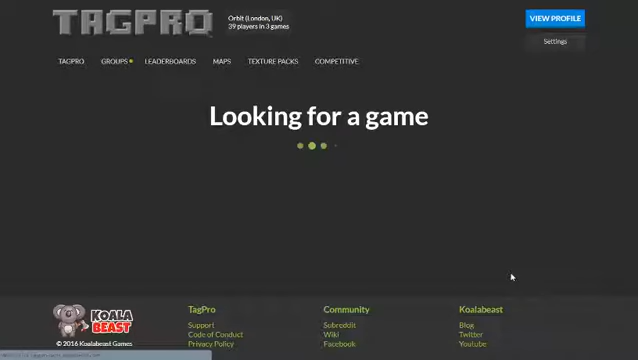 TAGPRO
Orbit (London, UK)
39 players in 3 games
VIEW PROFILE
Settings
TAGPRO GROUPS LEADERBOARDS MAPS TEXTURE PACKS COMPETITIVE
Looking for a game
KOALA
BEAST
© 2016 Koalabeast Games
TagPro
Support
Code of Conduct
Privacy Policy
Community
Subreddit
Wiki
Facebook
Koalabeast
Blog
Twitter
Youtube